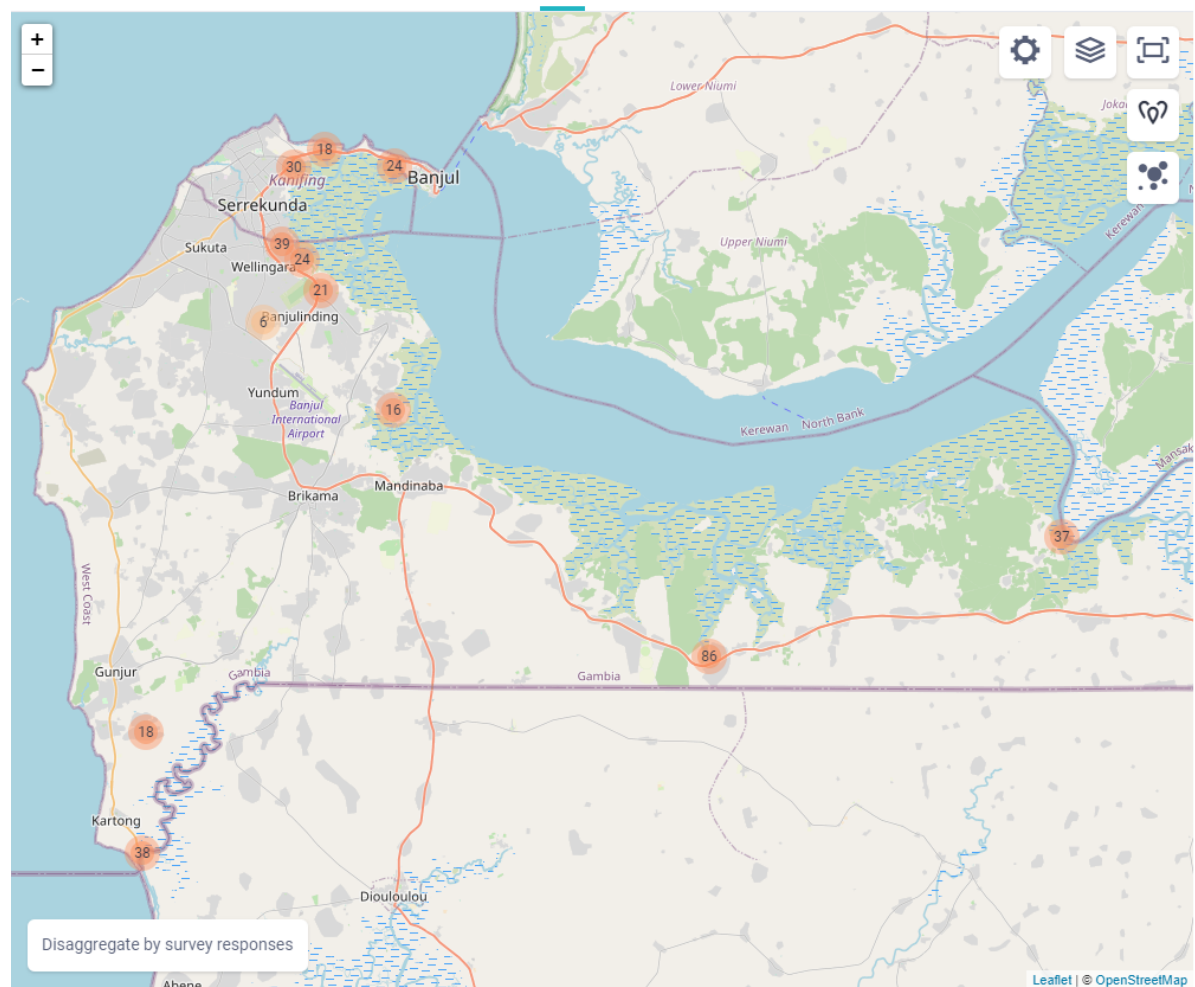 +
−
Lower Niumi
Joka
18
30
24
Banjul
Kanifing
Serrekunda
Kerewan
39
Sukuta
24
Wellingara
Upper Niumi
21
6
Banjulinding
Yundum
Banjul
International
Airport
16
Kerewan North Bank
Mansak
Mandinaba
Brikama
37
West Coast
86
Gunjur
Gambia
Gambia
18
Kartong
38
Diouloulou
Disaggregate by survey responses
Abene
Leaflet | © OpenStreetMap